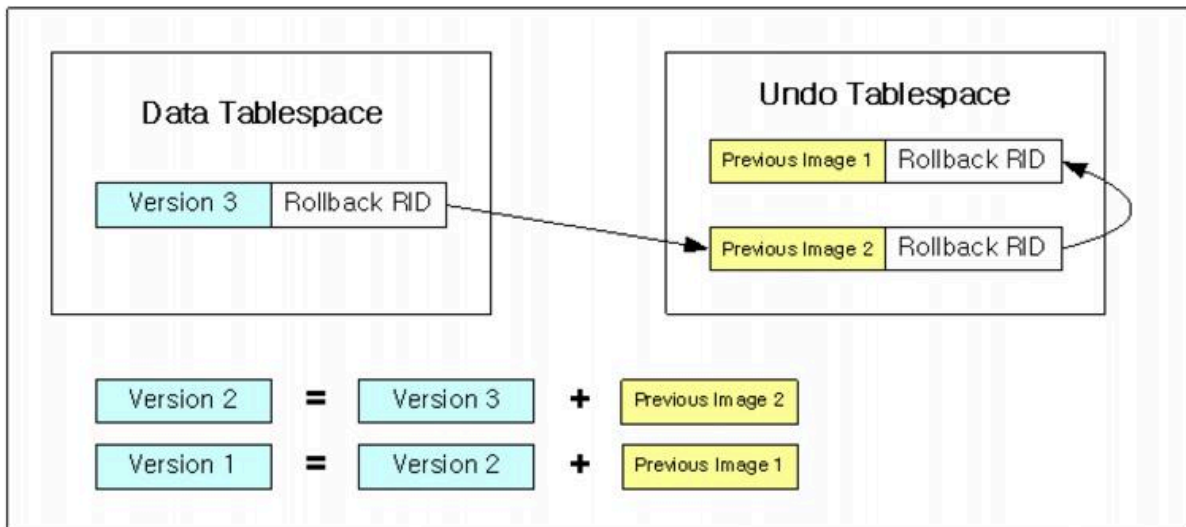 Data Tablespace
Version 3 Rollback RID
Undo Tablespace
Previous Image 1 Rollback RID
Previous Image 2 Rollback RID
Version 2 = Version 3 + Previous Image 2
Version 1 = Version 2 + Previous Image 1